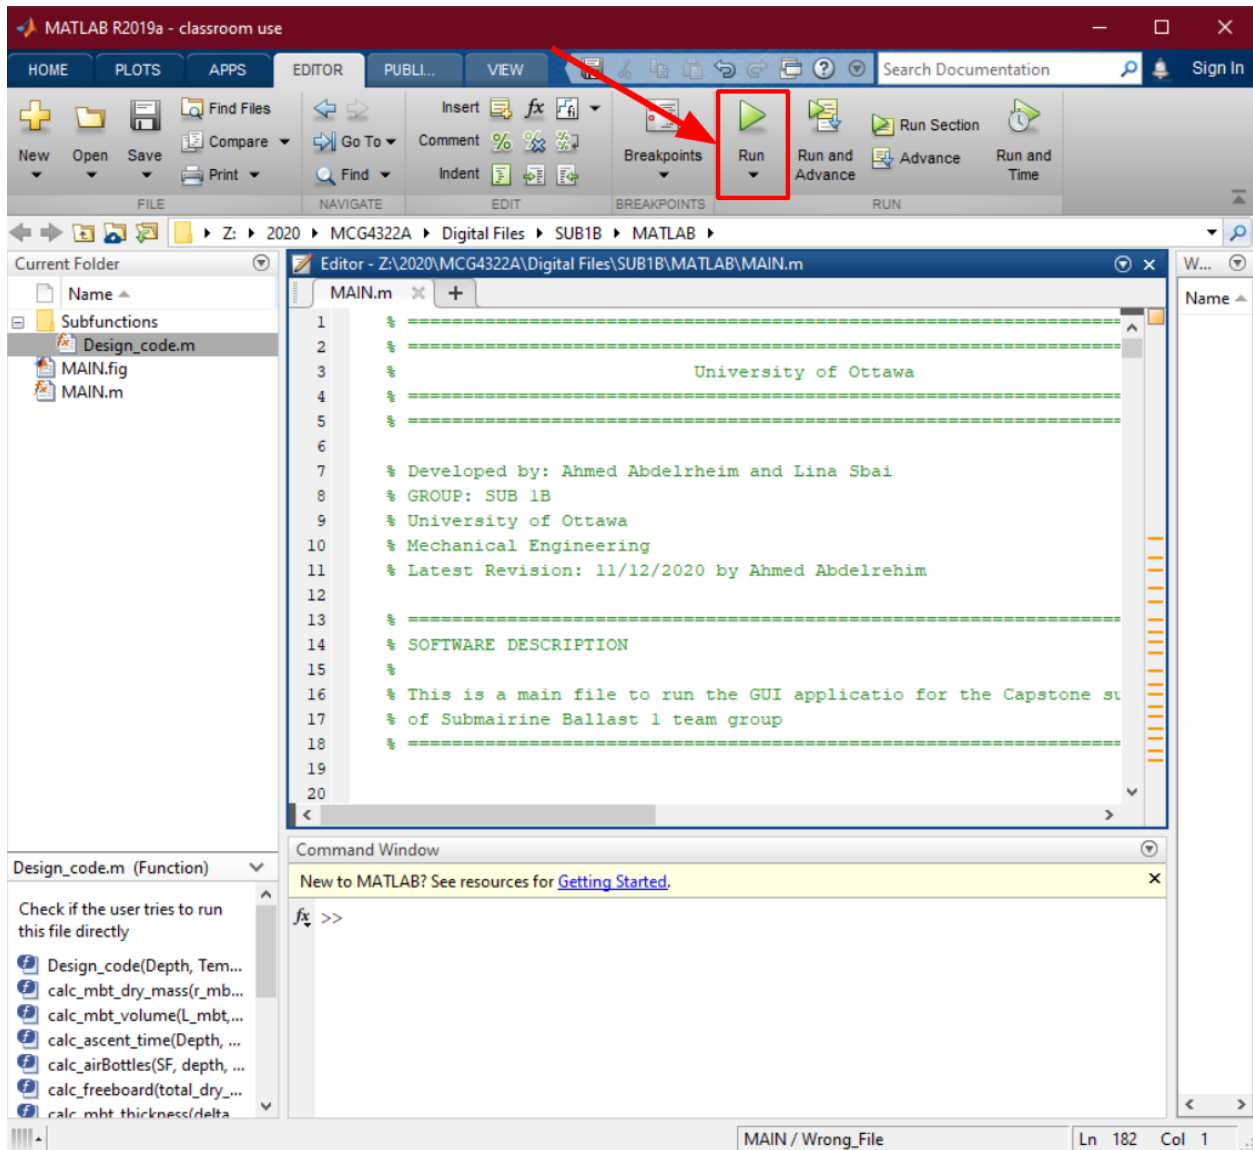 MATLAB R2019a - classroom use
HOME PLOTS APPS EDITOR PUBLI... VIEW Search Documentation Sign In
New Open Save Find Files Compare Print
FILE
Go To Find
NAVIGATE
Insert fx
Comment
Indent
EDIT
Breakpoints
BREAKPOINTS
Run Run and Advance Run Section Advance Run and Time
RUN
Z: 2020 MCG4322A Digital Files SUB1B MATLAB
Current Folder
Name
Subfunctions
Design_code.m
MAIN.fig
MAIN.m
Editor - Z:\2020\MCG4322A\Digital Files\SUB1B\MATLAB\MAIN.m
MAIN.m +
1 % =================================================================
2 % =================================================================
3 % University of Ottawa
4 % =================================================================
5 % =================================================================
6
7 % Developed by: Ahmed Abdelrheim and Lina Sbai
8 % GROUP: SUB 1B
9 % University of Ottawa
10 % Mechanical Engineering
11 % Latest Revision: 11/12/2020 by Ahmed Abdelrehim
12
13 % =================================================================
14 % SOFTWARE DESCRIPTION
15 %
16 % This is a main file to run the GUI applicatio for the Capstone su
17 % of Submairine Ballast 1 team group
18 % =================================================================
19
20
W...
Name
Design_code.m (Function)
Check if the user tries to run
this file directly
Design_code(Depth, Tem...
calc_mbt_dry_mass(r_mb...
calc_mbt_volume(L_mbt,...
calc_ascent_time(Depth, ...
calc_airBottles(SF, depth, ...
calc_freeboard(total_dry_...
calc_mbt_thickness(delta
Command Window
New to MATLAB? See resources for Getting Started.
fx >>
MAIN / Wrong_File
Ln 182 Col 1